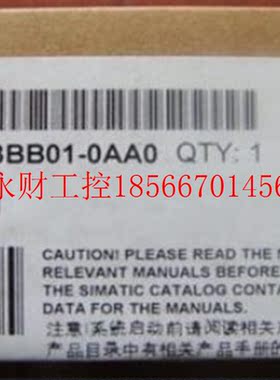 BBB01-0AA0 QTY: 1
永财工控18566701456
CAUTION! PLEASE READ THE
RELEVANT MANUALS BEFORE
THE SIMATIC CATALOG CONTAI
DATA FOR THE MANUALS.
注意!系统启动前请阅读相关
产品目录中有相关产品手册